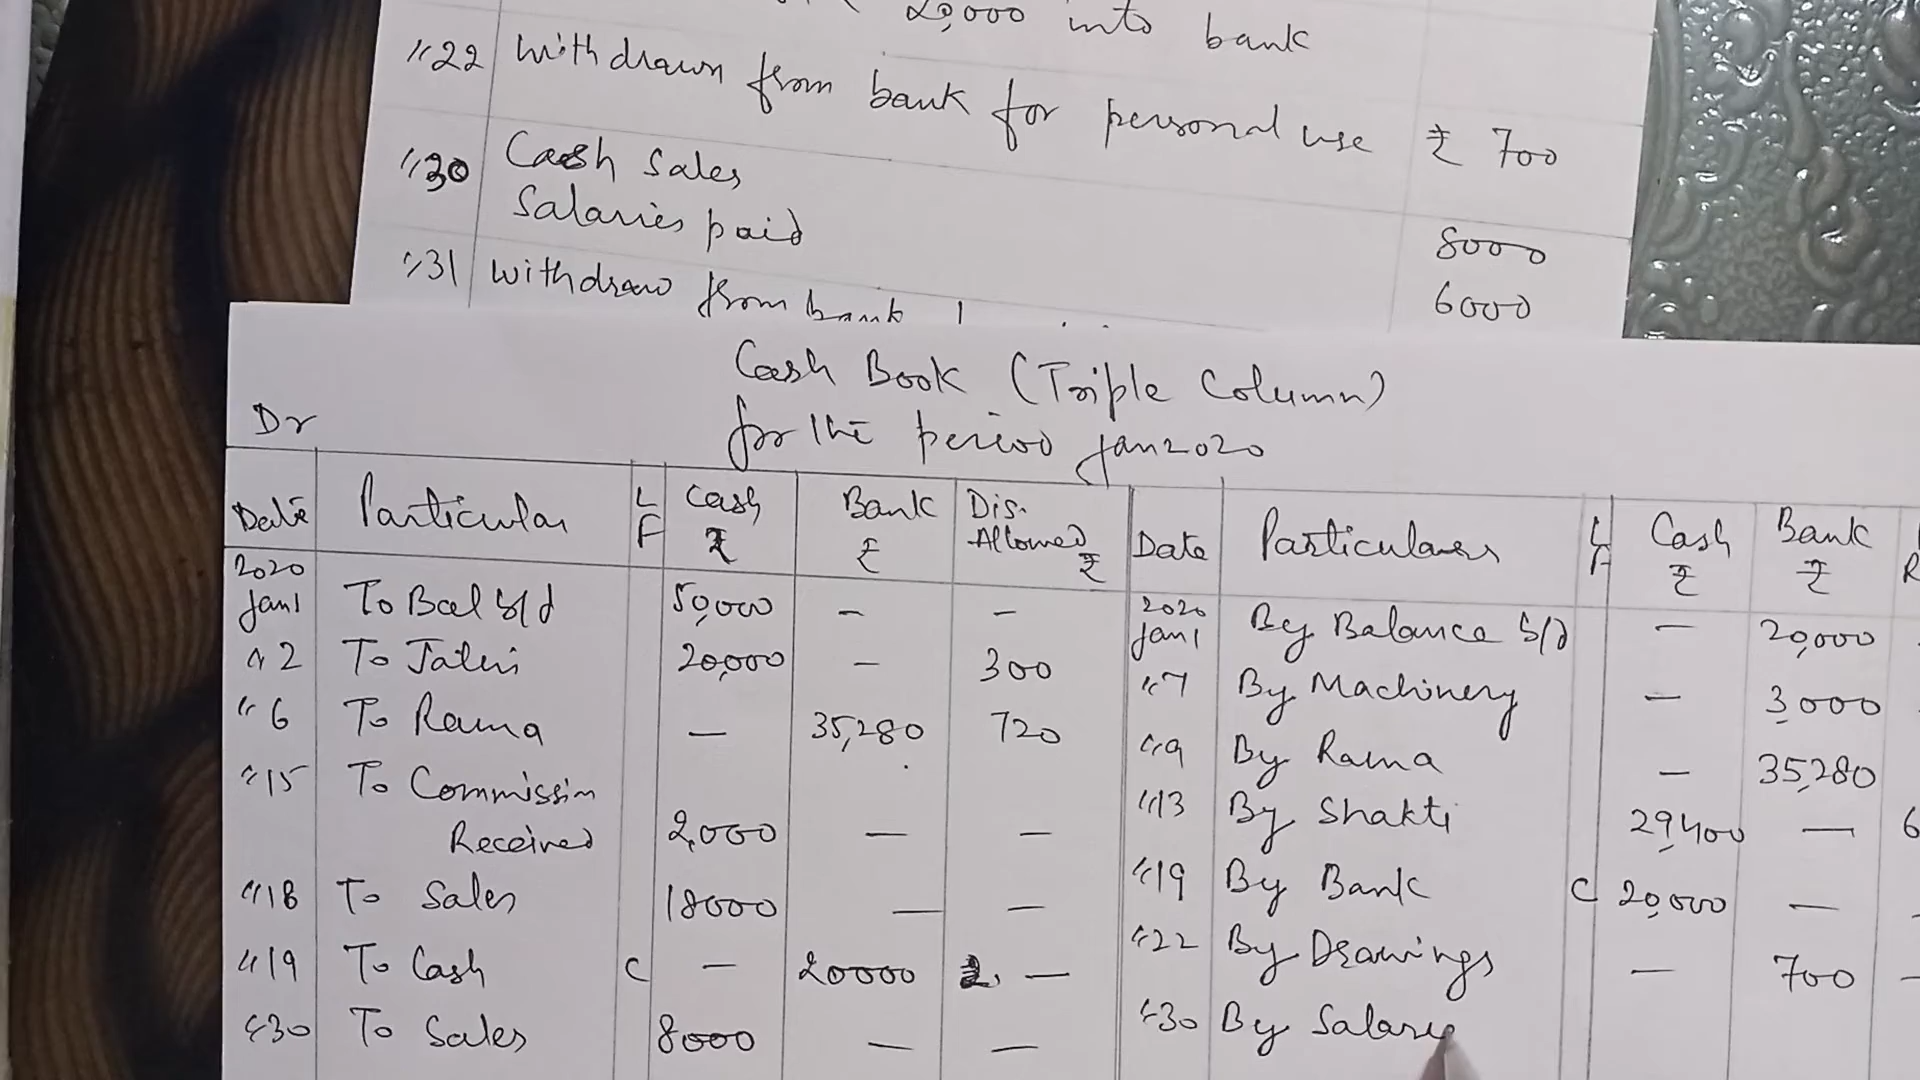 20,000 into bank
"22 Withdrawn from bank for personal use ₹ 700
"30 Cash Sales 8000
Salaries paid 6000
"31 withdraw from bank
Cash Book (Triple Column)
for the period Jan 2020
Dr
Date Particular LF Cash ₹ Bank ₹ Dis. Allowed ₹ Date Particulars LF Cash ₹ Bank ₹
2020 Jan 1 To Bal b/d 50,000 — — 2020 Jan 1 By Balance b/d — 20,000
"2 To Jatin 20,000 — 300 "7 By Machinery — 3,000
"6 To Rama — 35,280 720 "9 By Rama — 35,280
"15 To Commission Received 2,000 — — "13 By Shakti 29,400 — 6
"18 To Sales 18000 — — "19 By Bank C 20,000 — —
"19 To Cash C — 20000 — "22 By Drawings — 700 —
"30 To Sales 8000 — — "30 By Salarie